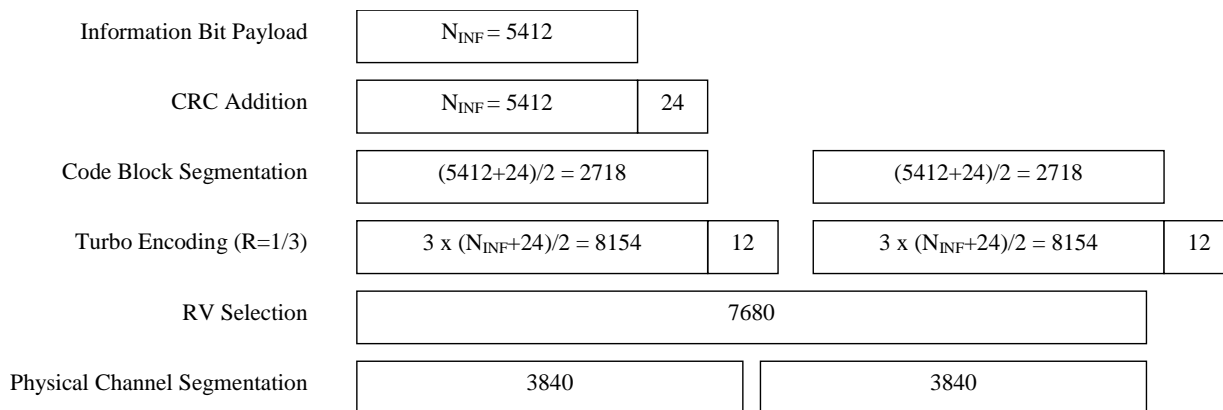 Information Bit Payload N_INF = 5412
CRC Addition N_INF = 5412 24
Code Block Segmentation (5412+24)/2 = 2718 (5412+24)/2 = 2718
Turbo Encoding (R=1/3) 3 x (N_INF+24)/2 = 8154 12 3 x (N_INF+24)/2 = 8154 12
RV Selection 7680
Physical Channel Segmentation 3840 3840